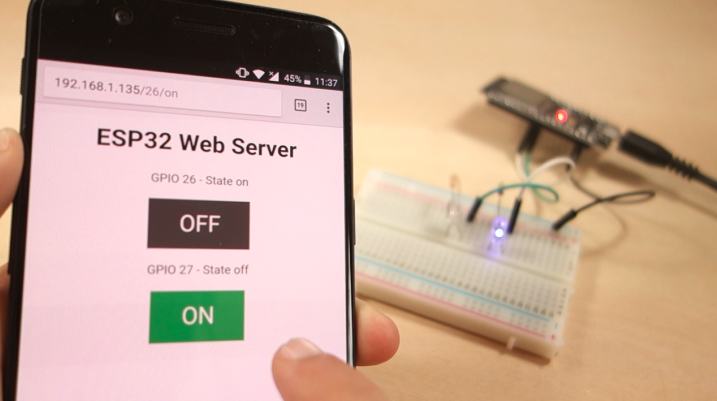 45% 11:37
192.168.1.135/26/on
19
ESP32 Web Server
GPIO 26 - State on
OFF
GPIO 27 - State off
ON